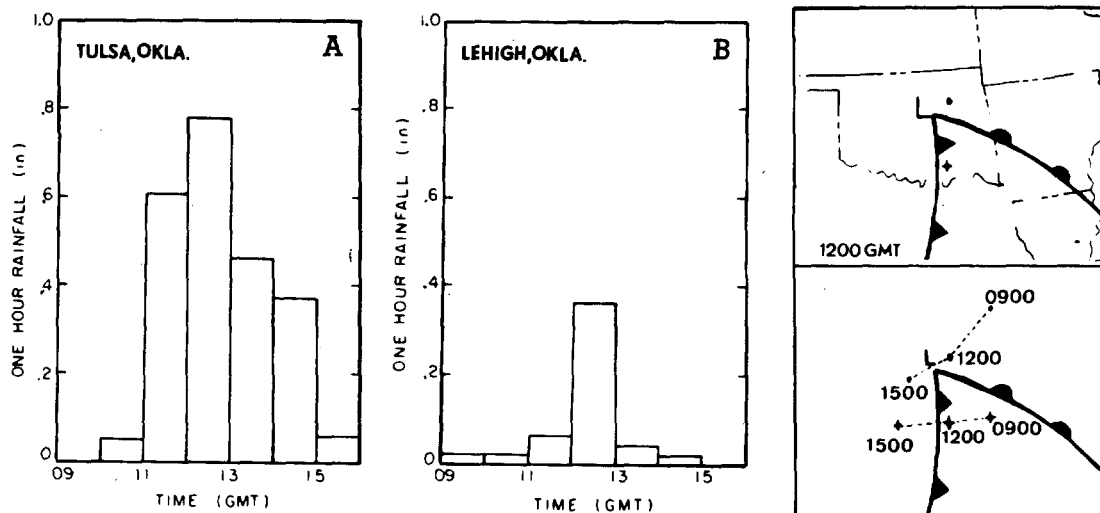 1.0
.8
.6
.4
.2
0
ONE HOUR RAINFALL (in)
TULSA,OKLA.
A
09
11
13
15
TIME (GMT)
1.0
.8
.6
.4
.2
0
ONE HOUR RAINFALL (in)
LEHIGH,OKLA.
B
09
11
13
15
TIME (GMT)
L
1200 GMT
0900
L
1200
1500
1500
1200
0900